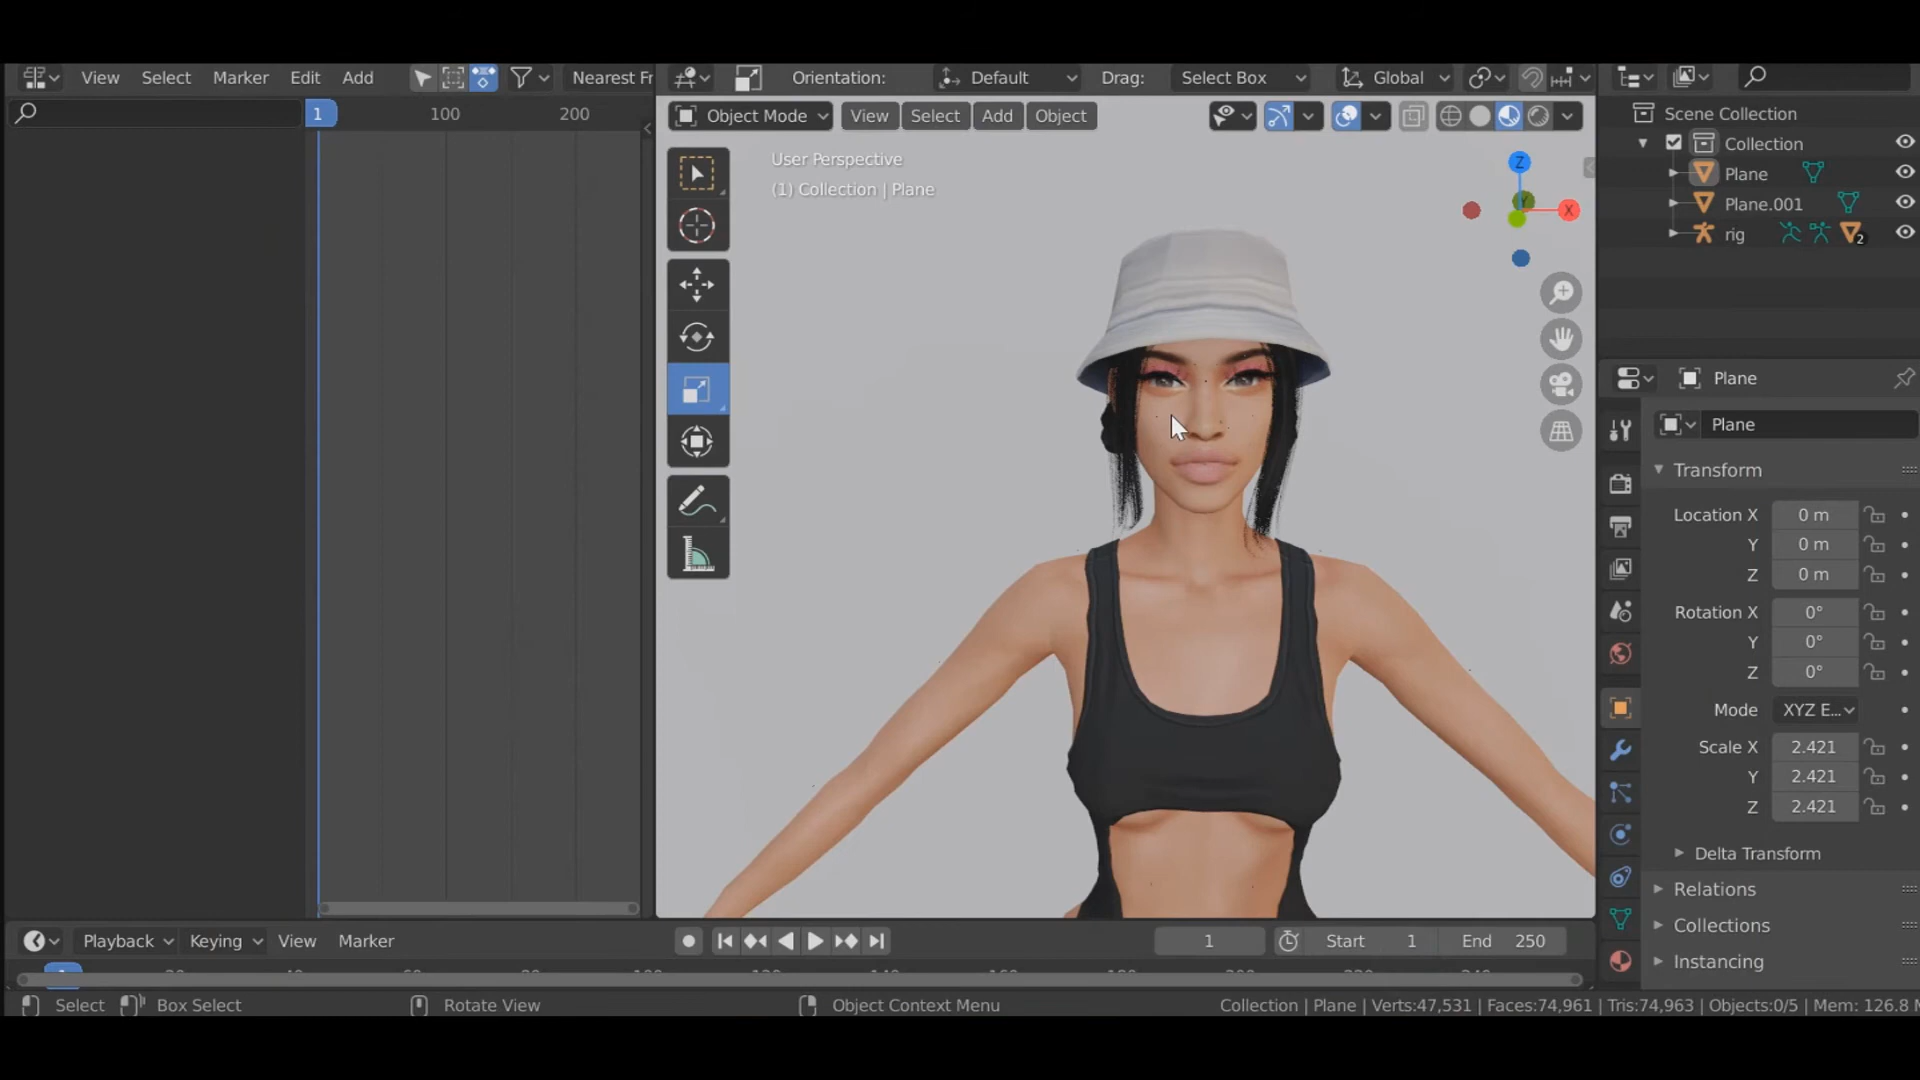 View Select Marker Edit Add Nearest Fr
Orientation: Default Drag: Select Box Global
1 100 200
Object Mode View Select Add Object
User Perspective
(1) Collection | Plane
Z
Y
X
Scene Collection
Collection
Plane
Plane.001
rig 2
Plane
Plane
Transform
Location X 0 m
Y 0 m
Z 0 m
Rotation X 0°
Y 0°
Z 0°
Mode XYZ E...
Scale X 2.421
Y 2.421
Z 2.421
Delta Transform
Relations
Collections
Instancing
Playback Keying View Marker 1 Start 1 End 250
Select Box Select Rotate View Object Context Menu Collection | Plane | Verts:47,531 | Faces:74,961 | Tris:74,963 | Objects:0/5 | Mem: 126.8 M